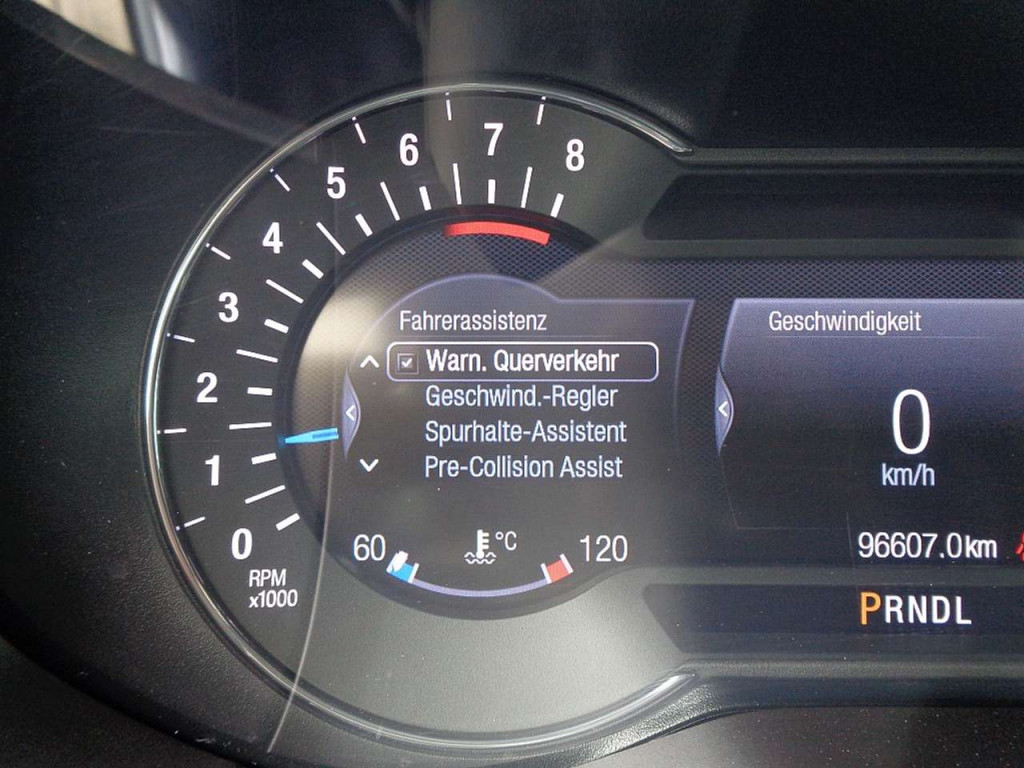 8
7
6
5
4
3
2
1
0
RPM
x1000
Fahrerassistenz
Warn. Querverkehr
Geschwind.-Regler
Spurhalte-Assistent
Pre-Collision Assist
60 °C 120
Geschwindigkeit
0
km/h
96607.0km
PRNDL